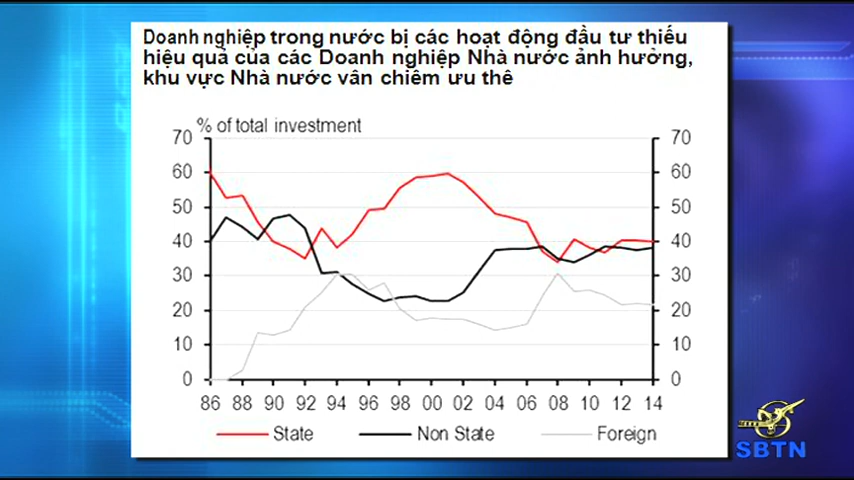 Doanh nghiệp trong nước bị các hoạt động đầu tư thiếu
hiệu quả của các Doanh nghiệp Nhà nước ảnh hưởng,
khu vực Nhà nước vân chiêm ưu thê
% of total investment
70 70
60 60
50 50
40 40
30 30
20 20
10 10
0 0
86 88 90 92 94 96 98 00 02 04 06 08 10 12 14
State Non State Foreign
SBTN